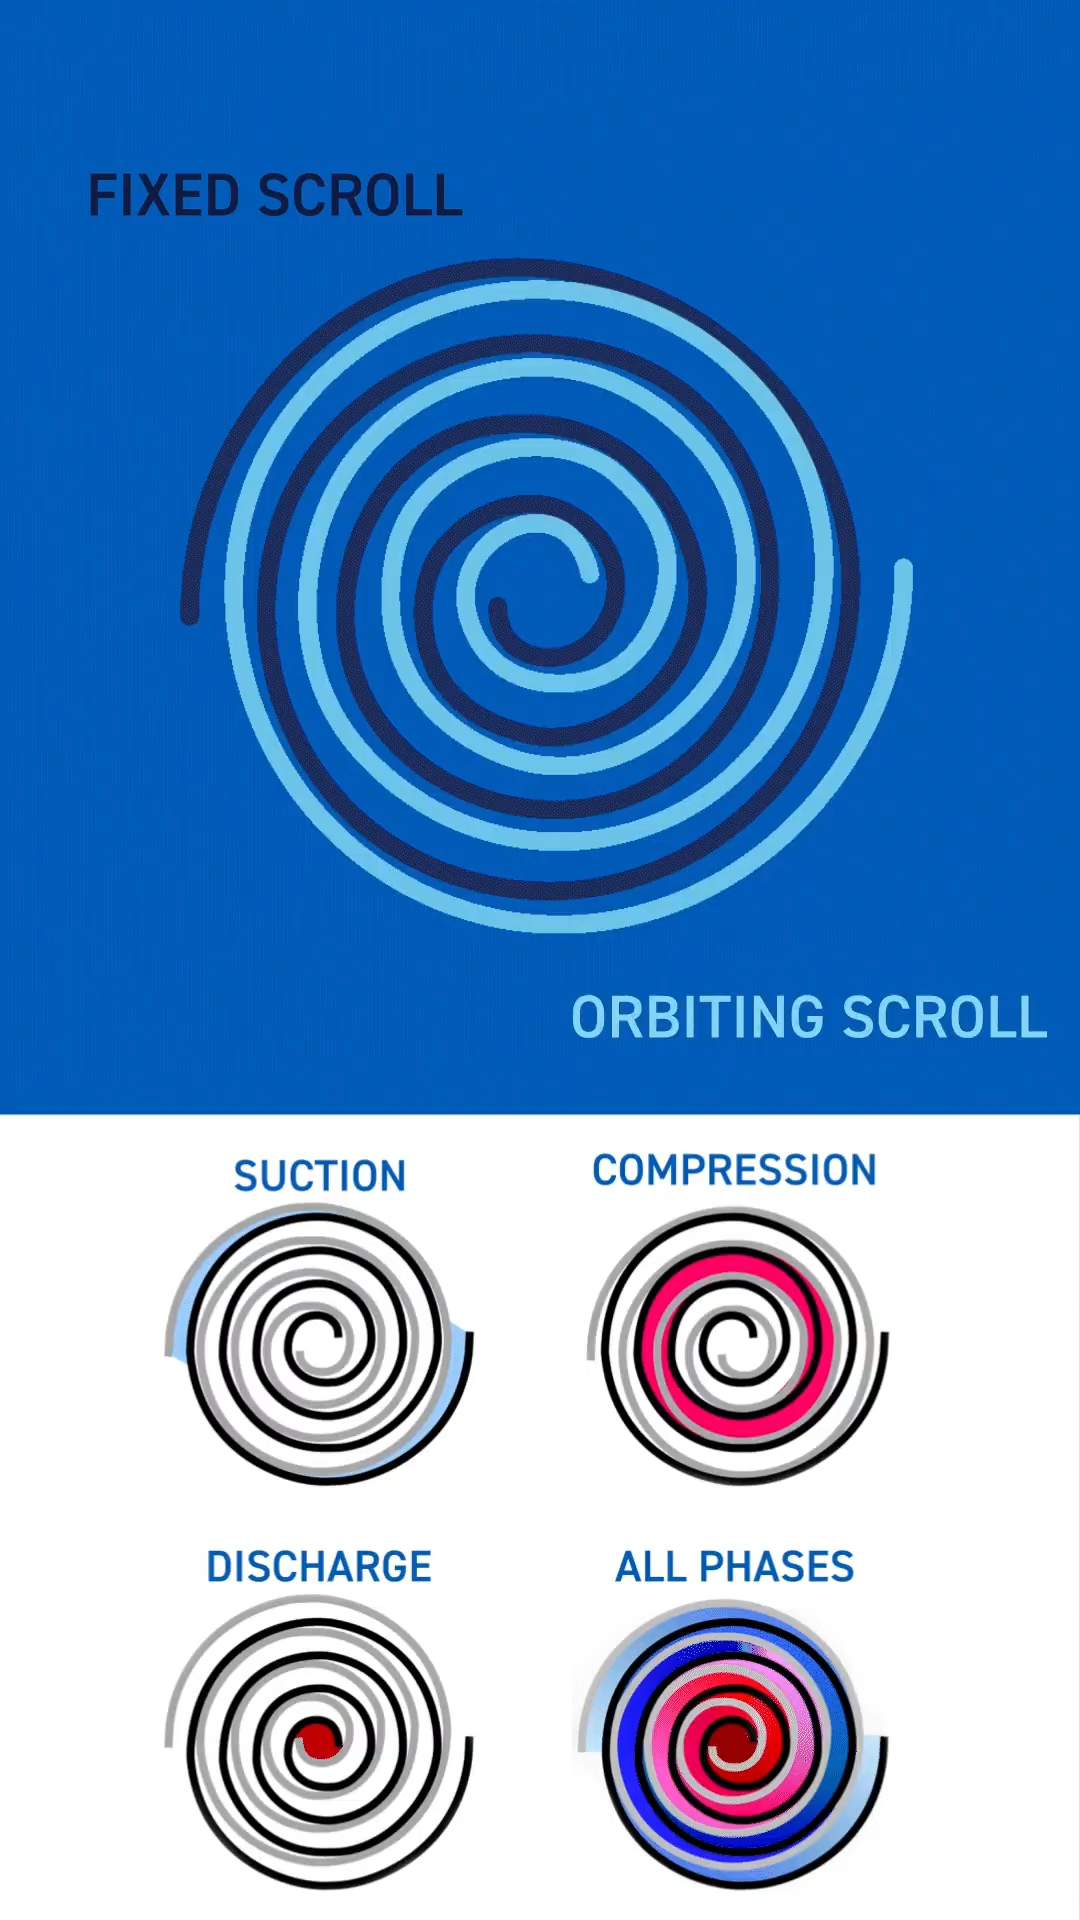 FIXED SCROLL
ORBITING SCROLL
SUCTION
COMPRESSION
DISCHARGE
ALL PHASES